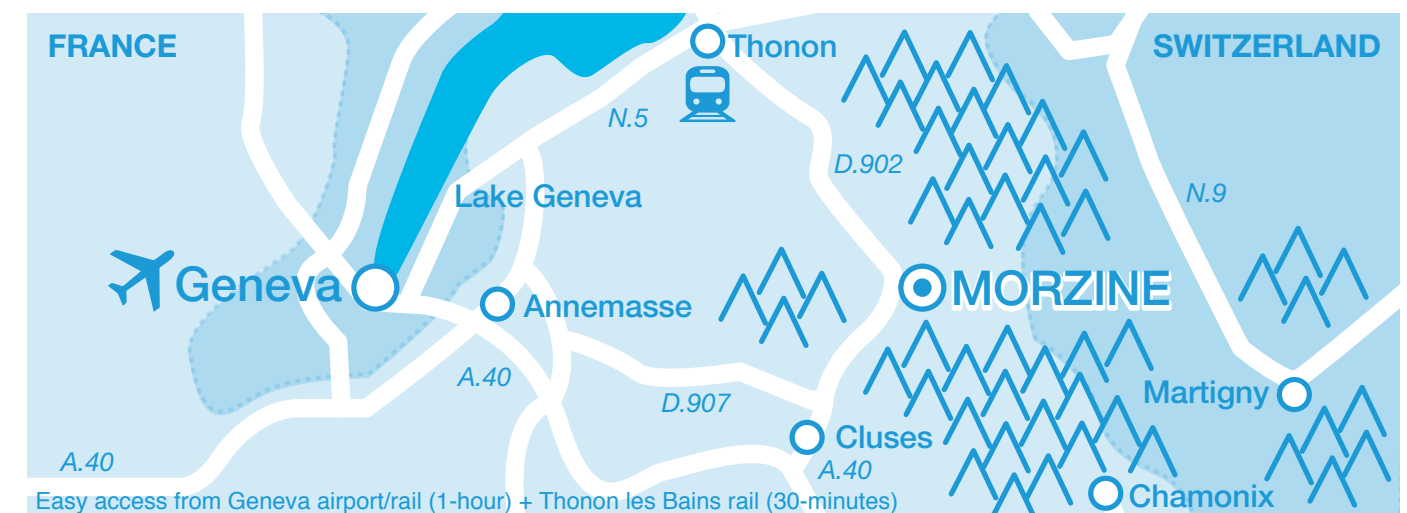 FRANCE
SWITZERLAND
Thonon
N.5
D.902
Lake Geneva
N.9
Geneva
MORZINE
Annemasse
A.40
D.907
Martigny
Cluses
A.40
A.40
Chamonix
Easy access from Geneva airport/rail (1-hour) + Thonon les Bains rail (30-minutes)